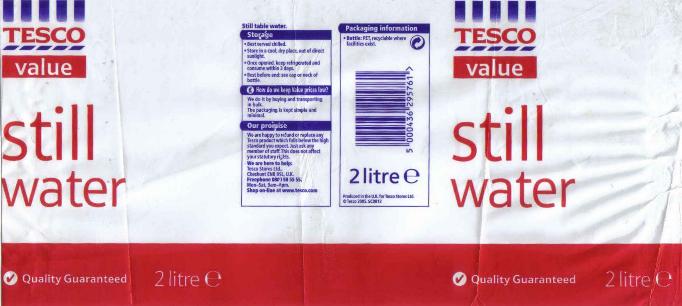 TESCO
value
still
water
Quality Guaranteed
2 litre ℮
Still table water.
Storage
• Best served chilled.
• Store in a cool, dry place, out of direct
sunlight.
• Once opened, keep refrigerated and
consume within 3 days.
• Best before end: see cap or neck of
bottle.
How do we keep Value prices low?
We do it by buying and transporting
in bulk.
The packaging is kept simple and
minimal.
Our promise
We are happy to refund or replace any
Tesco product which falls below the high
standard you expect. Just ask any
member of staff. This does not affect
your statutory rights.
We are here to help:
Tesco Stores Ltd.,
Cheshunt EN8 9SL, U.K.
Freephone 0800 50 55 55.
Mon-Sat, 9am-6pm.
Shop on-line at www.tesco.com
Packaging information
• Bottle: PET, recyclable where
facilities exist.
5 000436 295761 >
2 litre ℮
Produced in the U.K. for Tesco Stores Ltd.
© Tesco 2005. SC0812
TESCO
value
still
water
Quality Guaranteed
2 litre ℮